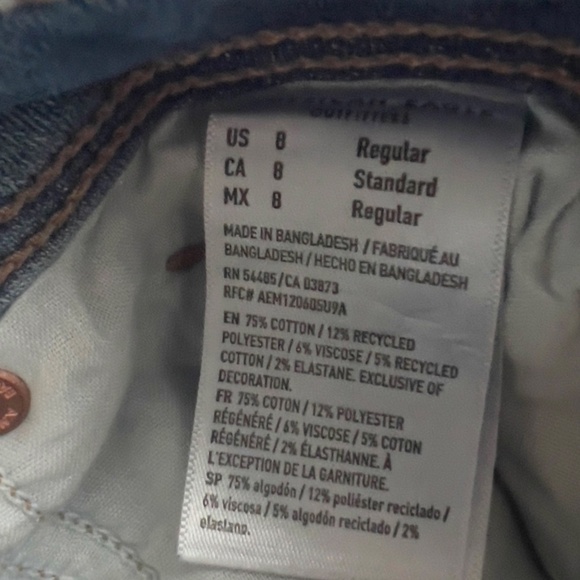 OUTFITTERS
US 8 Regular
CA 8 Standard
MX 8 Regular
MADE IN BANGLADESH / FABRIQUÉ AU
BANGLADESH / HECHO EN BANGLADESH
RN 54485/CA 03873
RFC# AEM120605U9A
EN 75% COTTON / 12% RECYCLED
POLYESTER / 6% VISCOSE / 5% RECYCLED
COTTON / 2% ELASTANE. EXCLUSIVE OF
DECORATION.
FR 75% COTON / 12% POLYESTER
RÉGÉNÉRÉ / 6% VISCOSE / 5% COTON
RÉGÉNÉRÉ / 2% ÉLASTHANNE. À
L'EXCEPTION DE LA GARNITURE.
SP 75% algodón / 12% poliéster reciclado /
6% viscosa / 5% algodón reciclado / 2%
elastano.